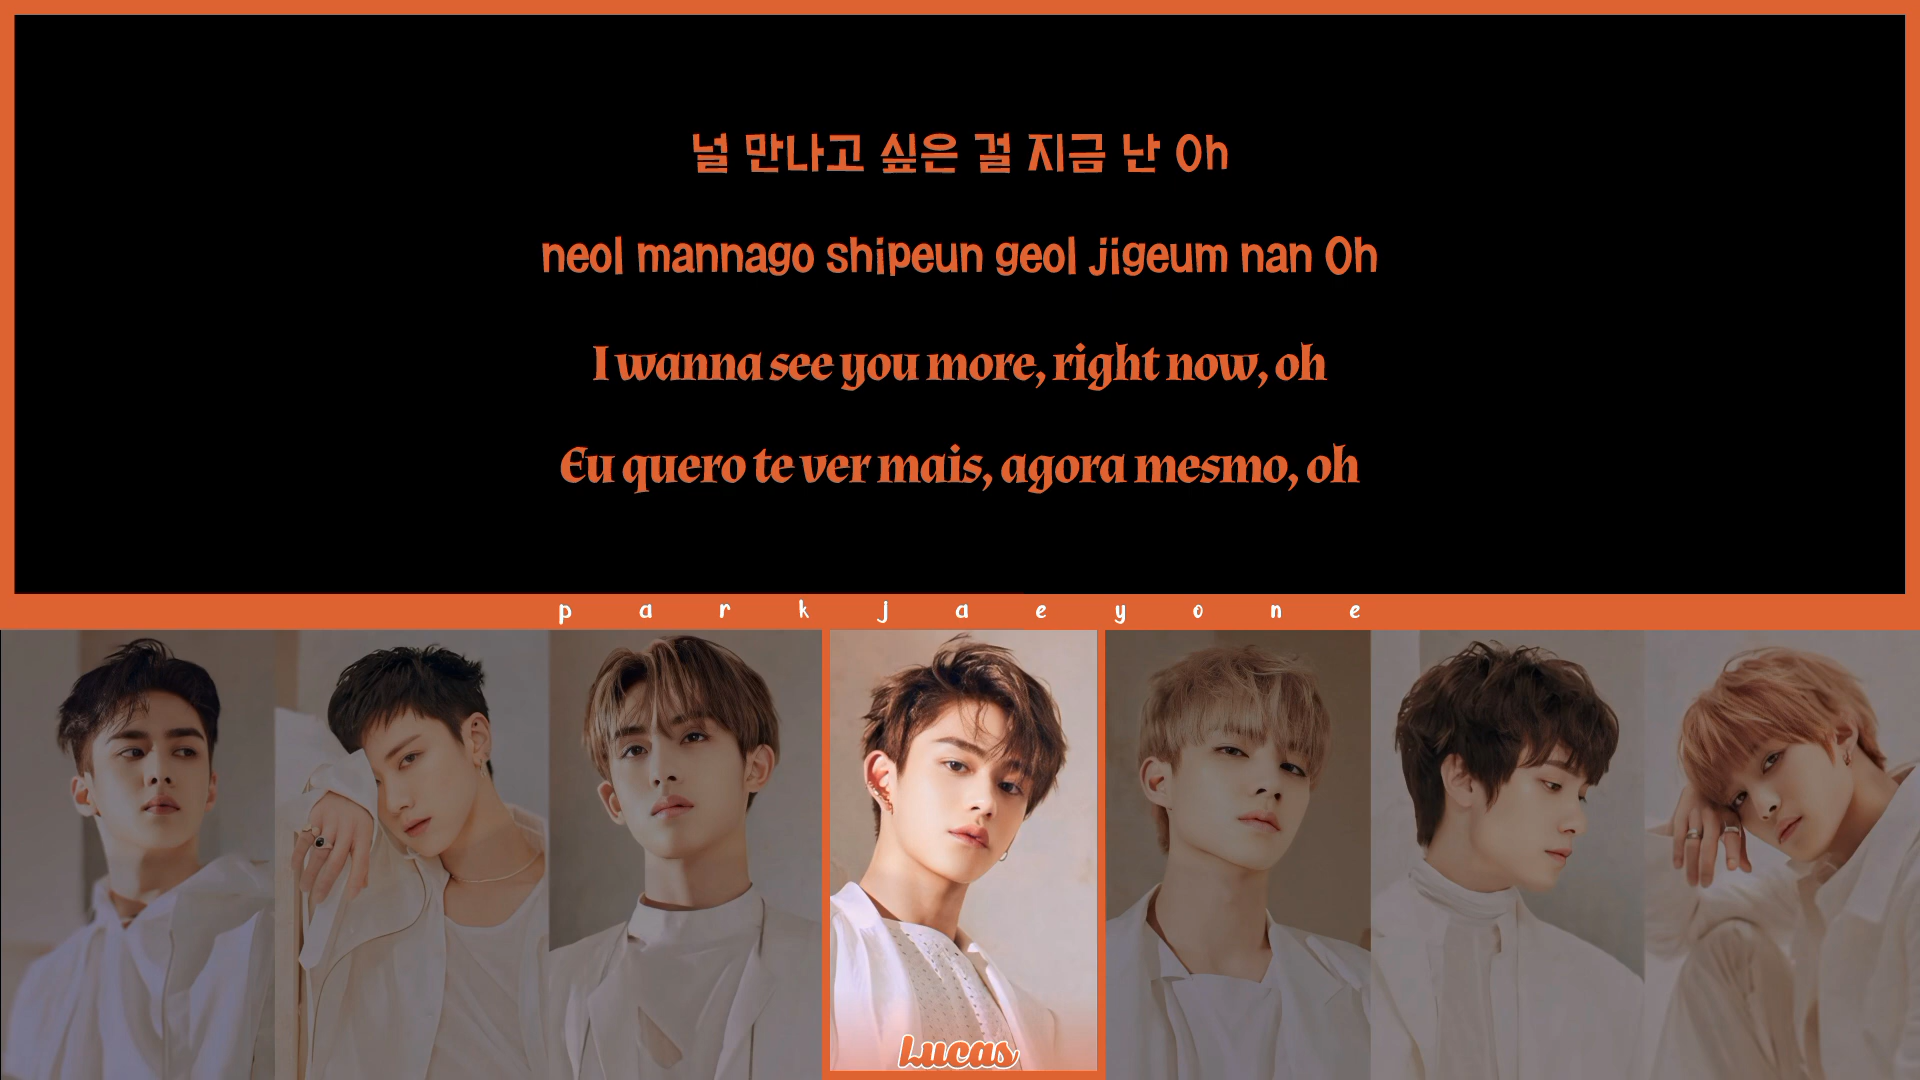 널 만나고 싶은 걸 지금 난 Oh
neol mannago shipeun geol jigeum nan Oh
I wanna see you more, right now, oh
Eu quero te ver mais, agora mesmo, oh
p a r k j a e y o n e
Lucas